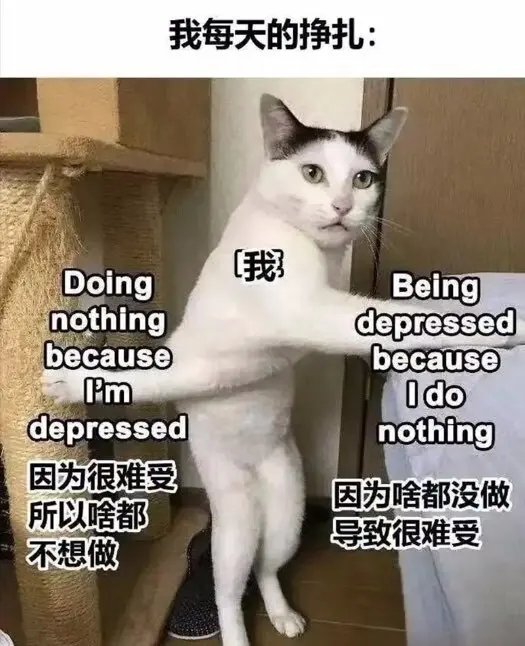 我每天的挣扎:
[我]
Doing
nothing
because
I'm
depressed
因为很难受
所以啥都
不想做
Being
depressed
because
I do
nothing
因为啥都没做
导致很难受